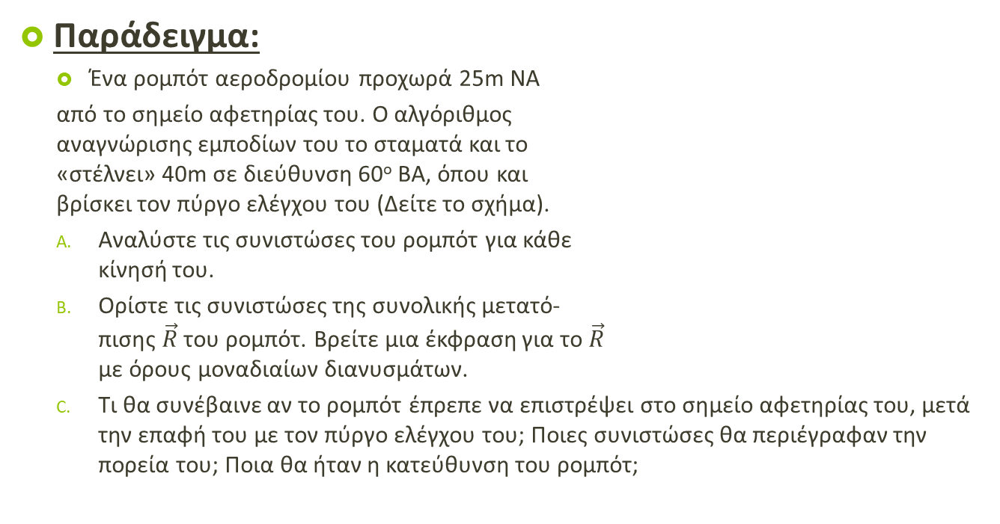 Παράδειγμα:
Ένα ρομπότ αεροδρομίου προχωρά 25m ΝΑ
από το σημείο αφετηρίας του. Ο αλγόριθμος
αναγνώρισης εμποδίων του το σταματά και το
«στέλνει» 40m σε διεύθυνση 60ο ΒΑ, όπου και
βρίσκει τον πύργο ελέγχου του (Δείτε το σχήμα).
A. Αναλύστε τις συνιστώσες του ρομπότ για κάθε
κίνησή του.
B. Ορίστε τις συνιστώσες της συνολικής μετατό-
πισης R⃗ του ρομπότ. Βρείτε μια έκφραση για το R⃗
με όρους μοναδιαίων διανυσμάτων.
C. Τι θα συνέβαινε αν το ρομπότ έπρεπε να επιστρέψει στο σημείο αφετηρίας του, μετά
την επαφή του με τον πύργο ελέγχου του; Ποιες συνιστώσες θα περιέγραφαν την
πορεία του; Ποια θα ήταν η κατεύθυνση του ρομπότ;